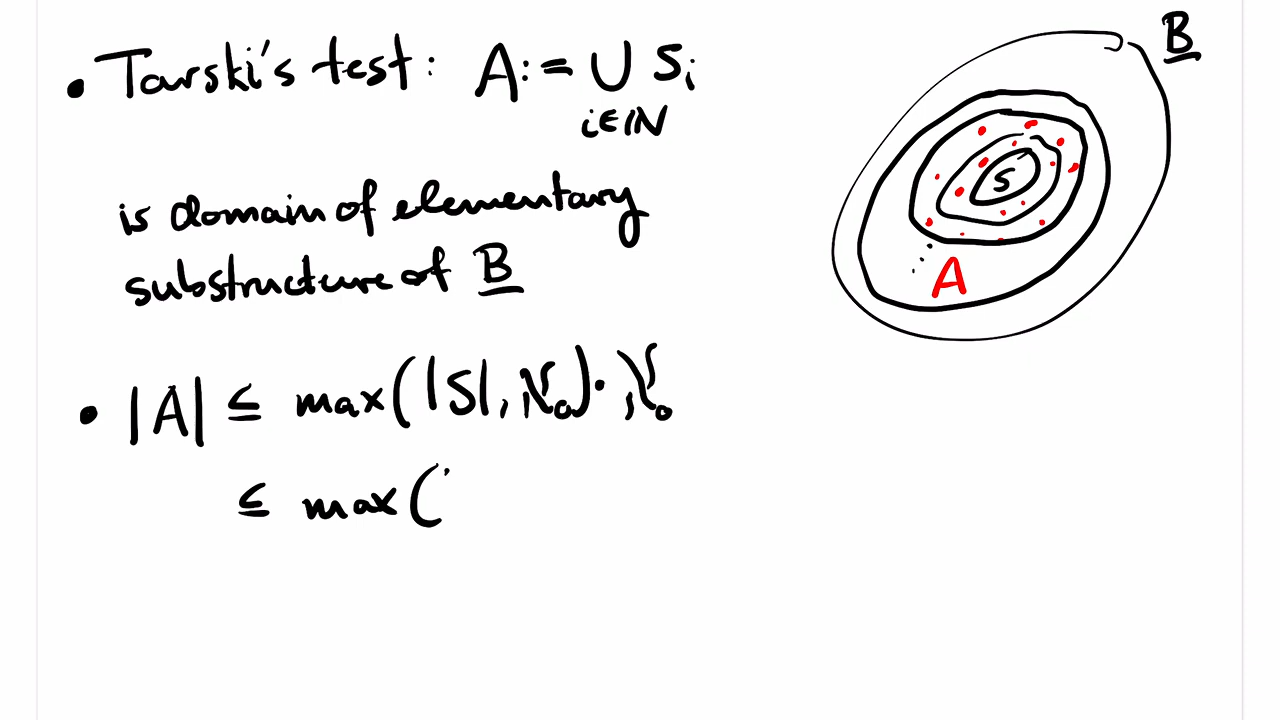 • Tarski's test: A := ∪ Sᵢ
i∈ℕ
is domain of elementary
substructure of B
• |A| ≤ max(|S|, ℵ₀) · ℵ₀
≤ max(
B
S
A